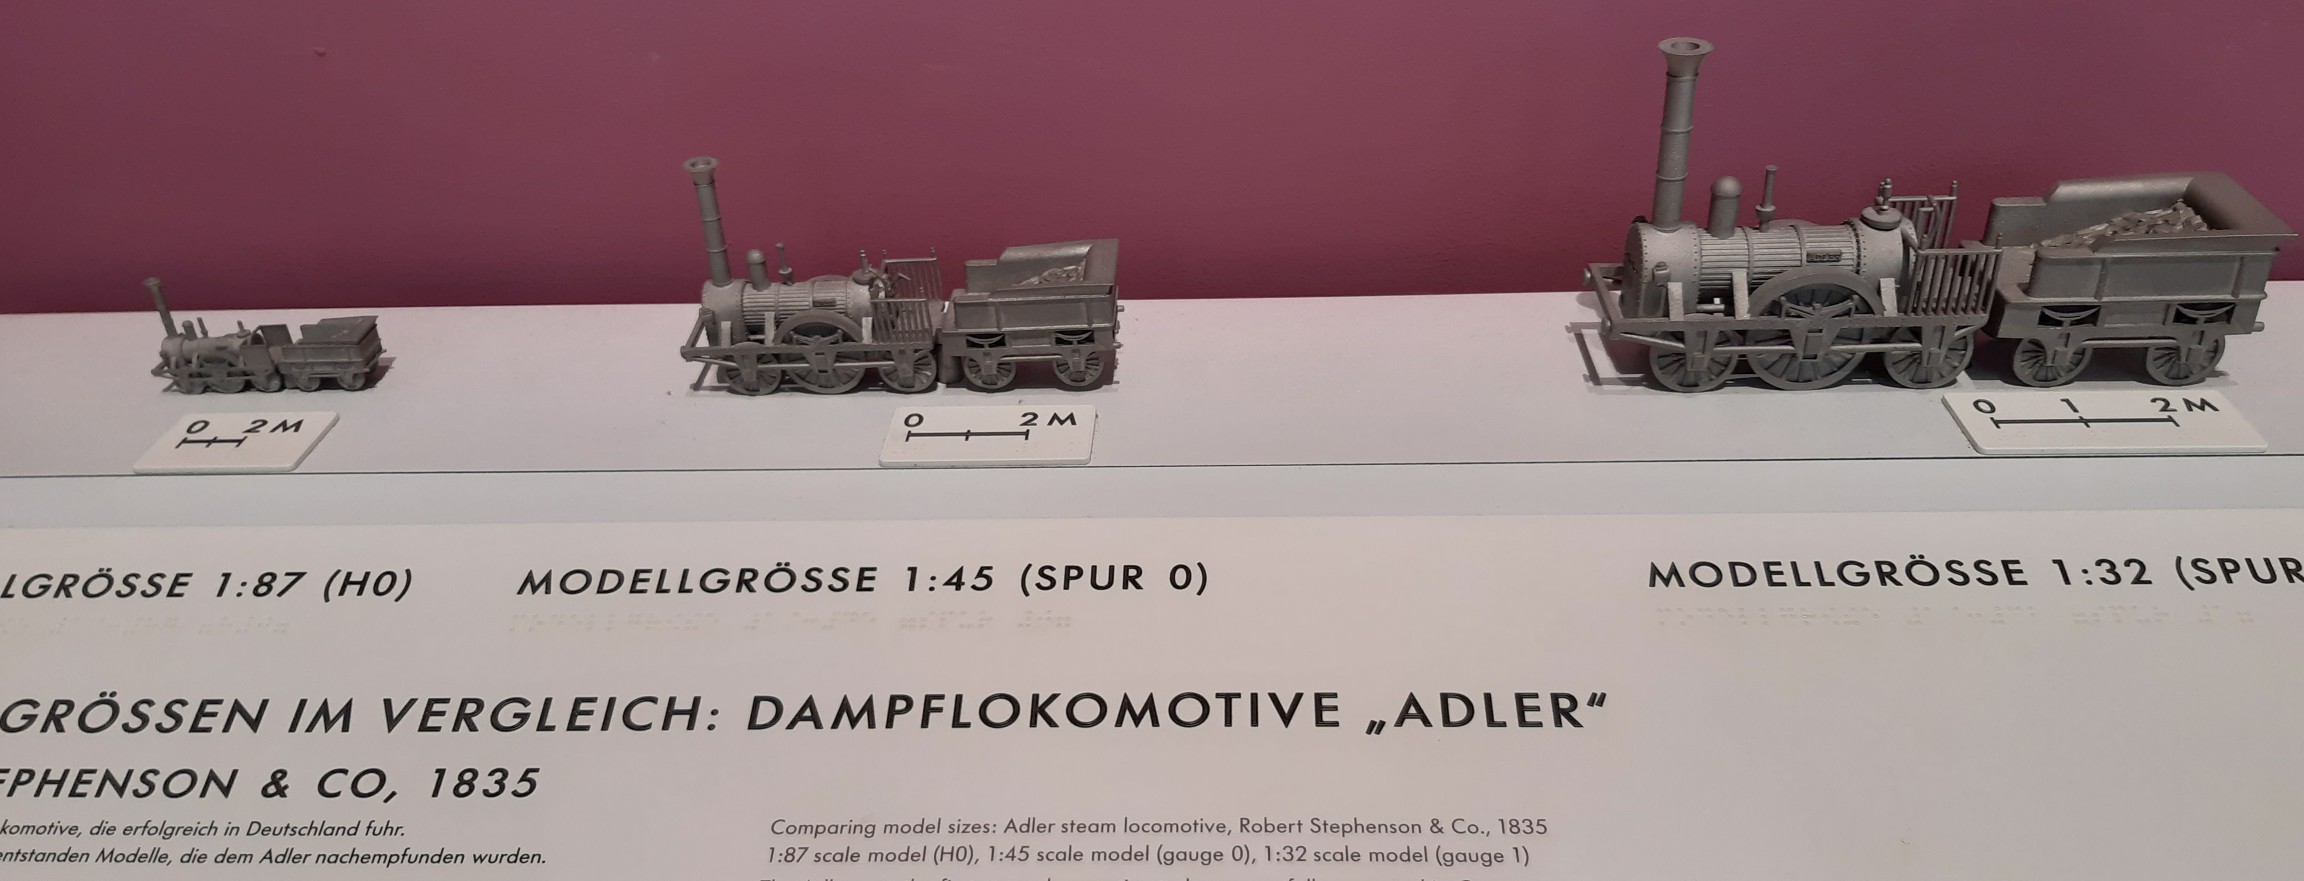 0 2 M
0 2 M
0 1 2 M
LGRÖSSE 1:87 (H0)
MODELLGRÖSSE 1:45 (SPUR 0)
MODELLGRÖSSE 1:32 (SPUR
GRÖSSEN IM VERGLEICH: DAMPFLOKOMOTIVE „ADLER“
EPHENSON & CO, 1835
komotive, die erfolgreich in Deutschland fuhr.
entstanden Modelle, die dem Adler nachempfunden wurden.
Comparing model sizes: Adler steam locomotive, Robert Stephenson & Co., 1835
1:87 scale model (H0), 1:45 scale model (gauge 0), 1:32 scale model (gauge 1)